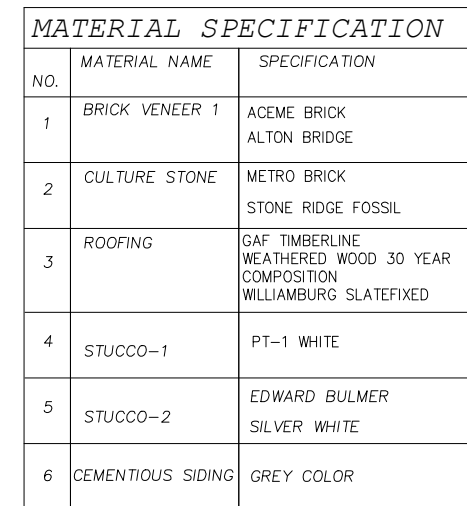 MATERIAL SPECIFICATION
NO. MATERIAL NAME SPECIFICATION
1 BRICK VENEER 1 ACEME BRICK
ALTON BRIDGE
2 CULTURE STONE METRO BRICK
STONE RIDGE FOSSIL
3 ROOFING GAF TIMBERLINE
WEATHERED WOOD 30 YEAR
COMPOSITION
WILLIAMBURG SLATEFIXED
4 STUCCO-1 PT-1 WHITE
5 STUCCO-2 EDWARD BULMER
SILVER WHITE
6 CEMENTIOUS SIDING GREY COLOR